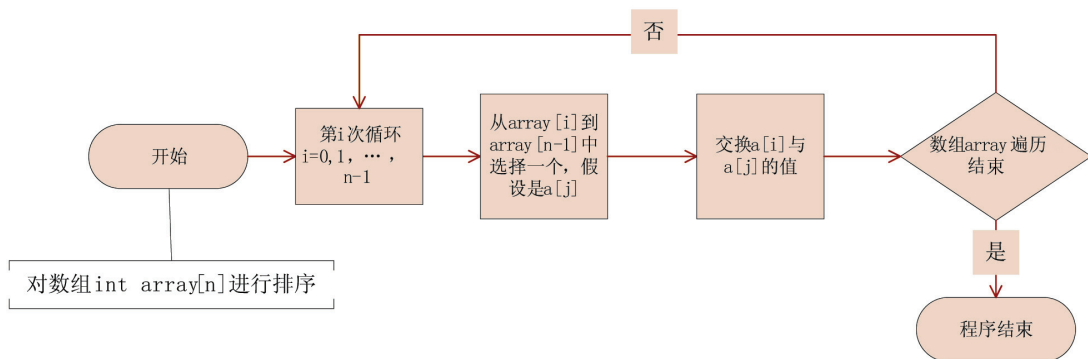 否
开始
第i次循环
i=0,1, …,
n-1
从array[i]到
array[n-1]中
选择一个，假
设是a[j]
交换a[i]与
a[j]的值
数组array遍历
结束
是
对数组int array[n]进行排序
程序结束